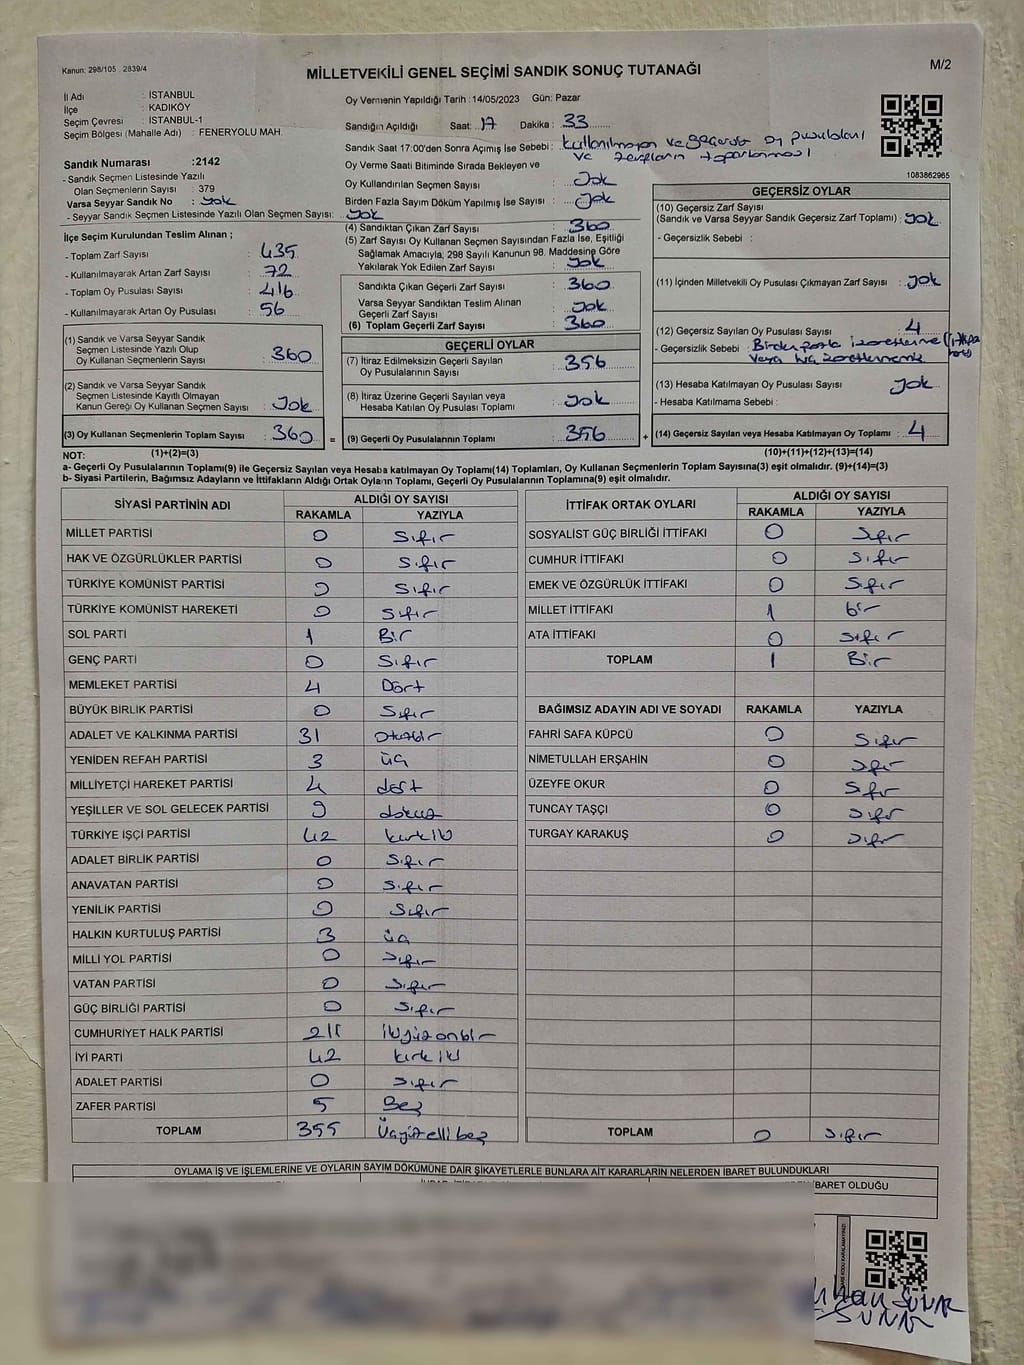 Kanun: 298/105 2839/4
MİLLETVEKİLİ GENEL SEÇİMİ SANDIK SONUÇ TUTANAĞI
M/2
İl Adı : İSTANBUL
İlçe : KADIKÖY
Seçim Çevresi : İSTANBUL-1
Seçim Bölgesi (Mahalle Adı) : FENERYOLU MAH.
Oy Vermenin Yapıldığı Tarih : 14/05/2023 Gün: Pazar
Sandığın Açıldığı Saat: 17 Dakika : 33
Sandık Saat 17:00'den Sonra Açımış İse Sebebi : kullanılmayan ve geçersiz oy pusulaları
ve zarfların toparlanması
Oy Verme Saati Bitiminde Sırada Bekleyen ve
Oy Kullandırılan Seçmen Sayısı : Yok
Birden Fazla Sayım Döküm Yapılmış İse Sayısı : Yok
1083862965
Sandık Numarası :2142
- Sandık Seçmen Listesinde Yazılı
Olan Seçmenlerin Sayısı : 379
Varsa Seyyar Sandık No : Yok
- Seyyar Sandık Seçmen Listesinde Yazılı Olan Seçmen Sayısı: Yok
İlçe Seçim Kurulundan Teslim Alınan ;
- Toplam Zarf Sayısı : 435
- Kullanılmayarak Artan Zarf Sayısı : 72
- Toplam Oy Pusulası Sayısı : 416
- Kullanılmayarak Artan Oy Pusulası : 56
(1) Sandık ve Varsa Seyyar Sandık
Seçmen Listesinde Yazılı Olup
Oy Kullanan Seçmenlerin Sayısı : 360
(2) Sandık ve Varsa Seyyar Sandık
Seçmen Listesinde Kayıtlı Olmayan
Kanun Gereği Oy Kullanan Seçmen Sayısı : Yok
(3) Oy Kullanan Seçmenlerin Toplam Sayısı : 360
(1)+(2)=(3)
(4) Sandıktan Çıkan Zarf Sayısı : 360
(5) Zarf Sayısı Oy Kullanan Seçmen Sayısından Fazla İse, Eşitliği
Sağlamak Amacıyla, 298 Sayılı Kanunun 98. Maddesine Göre
Yakılarak Yok Edilen Zarf Sayısı : Yok
Sandıkta Çıkan Geçerli Zarf Sayısı : 360
Varsa Seyyar Sandıktan Teslim Alınan
Geçerli Zarf Sayısı : Yok
(6) Toplam Geçerli Zarf Sayısı : 360
GEÇERLİ OYLAR
(7) İtiraz Edilmeksizin Geçerli Sayılan
Oy Pusulalarının Sayısı : 356
(8) İtiraz Üzerine Geçerli Sayılan veya
Hesaba Katılan Oy Pusulası Toplamı : Yok
= (9) Geçerli Oy Pusulalarının Toplamı : 356
GEÇERSİZ OYLAR
(10) Geçersiz Zarf Sayısı
(Sandık ve Varsa Seyyar Sandık Geçersiz Zarf Toplamı) : Yok
- Geçersizlik Sebebi :
(11) İçinden Milletvekili Oy Pusulası Çıkmayan Zarf Sayısı : Yok
(12) Geçersiz Sayılan Oy Pusulası Sayısı : 4
- Geçersizlik Sebebi : Birden fazla işaretleme
veya hiç işaretlememe
(13) Hesaba Katılmayan Oy Pusulası Sayısı : Yok
- Hesaba Katılmama Sebebi :
+ (14) Geçersiz Sayılan veya Hesaba Katılmayan Oy Toplamı : 4
(10)+(11)+(12)+(13)=(14)
NOT:
a- Geçerli Oy Pusulalarının Toplamı(9) ile Geçersiz Sayılan veya Hesaba katılmayan Oy Toplamı(14) Toplamları, Oy Kullanan Seçmenlerin Toplam Sayısına(3) eşit olmalıdır. (9)+(14)=(3)
b- Siyasi Partilerin, Bağımsız Adayların ve İttifakların Aldığı Ortak Oyların Toplamı, Geçerli Oy Pusulalarının Toplamına(9) eşit olmalıdır.
SİYASİ PARTİNİN ADI ALDIĞI OY SAYISI
RAKAMLA YAZIYLA
MİLLET PARTİSİ 0 Sıfır
HAK VE ÖZGÜRLÜKLER PARTİSİ 0 Sıfır
TÜRKİYE KOMÜNİST PARTİSİ 0 Sıfır
TÜRKİYE KOMÜNİST HAREKETİ 0 Sıfır
SOL PARTİ 1 Bir
GENÇ PARTİ 0 Sıfır
MEMLEKET PARTİSİ 4 Dört
BÜYÜK BİRLİK PARTİSİ 0 Sıfır
ADALET VE KALKINMA PARTİSİ 31 Otuzbir
YENİDEN REFAH PARTİSİ 3 üç
MİLLİYETÇİ HAREKET PARTİSİ 4 dört
YEŞİLLER VE SOL GELECEK PARTİSİ 9 dokuz
TÜRKİYE İŞÇİ PARTİSİ 42 kırk iki
ADALET BİRLİK PARTİSİ 0 Sıfır
ANAVATAN PARTİSİ 0 Sıfır
YENİLİK PARTİSİ 0 Sıfır
HALKIN KURTULUŞ PARTİSİ 3 üç
MİLLİ YOL PARTİSİ 0 Sıfır
VATAN PARTİSİ 0 Sıfır
GÜÇ BİRLİĞİ PARTİSİ 0 Sıfır
CUMHURİYET HALK PARTİSİ 211 ikiyüzonbir
İYİ PARTİ 42 kırk iki
ADALET PARTİSİ 0 Sıfır
ZAFER PARTİSİ 5 Beş
TOPLAM 355 Üçyüzellibeş
İTTİFAK ORTAK OYLARI ALDIĞI OY SAYISI
RAKAMLA YAZIYLA
SOSYALİST GÜÇ BİRLİĞİ İTTİFAKI 0 Sıfır
CUMHUR İTTİFAKI 0 Sıfır
EMEK VE ÖZGÜRLÜK İTTİFAKI 0 Sıfır
MİLLET İTTİFAKI 1 bir
ATA İTTİFAKI 0 Sıfır
TOPLAM 1 Bir
BAĞIMSIZ ADAYIN ADI VE SOYADI RAKAMLA YAZIYLA
FAHRİ SAFA KÜPCÜ 0 Sıfır
NİMETULLAH ERŞAHİN 0 Sıfır
ÜZEYFE OKUR 0 Sıfır
TUNCAY TAŞÇI 0 Sıfır
TURGAY KARAKUŞ 0 Sıfır
TOPLAM 0 Sıfır
OYLAMA İŞ VE İŞLEMLERİNE VE OYLARIN SAYIM DÖKÜMÜNE DAİR ŞİKAYETLERLE BUNLARA AİT KARARLARIN NELERDEN İBARET BULUNDUKLARI
İBARET OLDUĞU